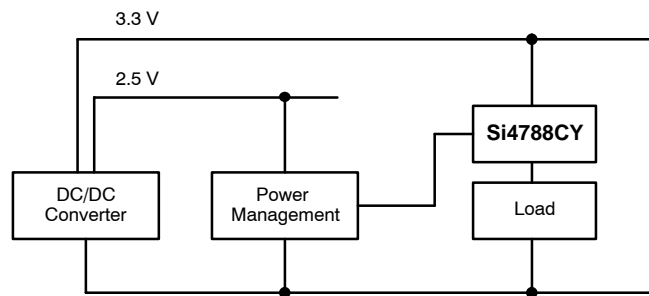 3.3 V
2.5 V
Si4788CY
DC/DC
Converter
Power
Management
Load